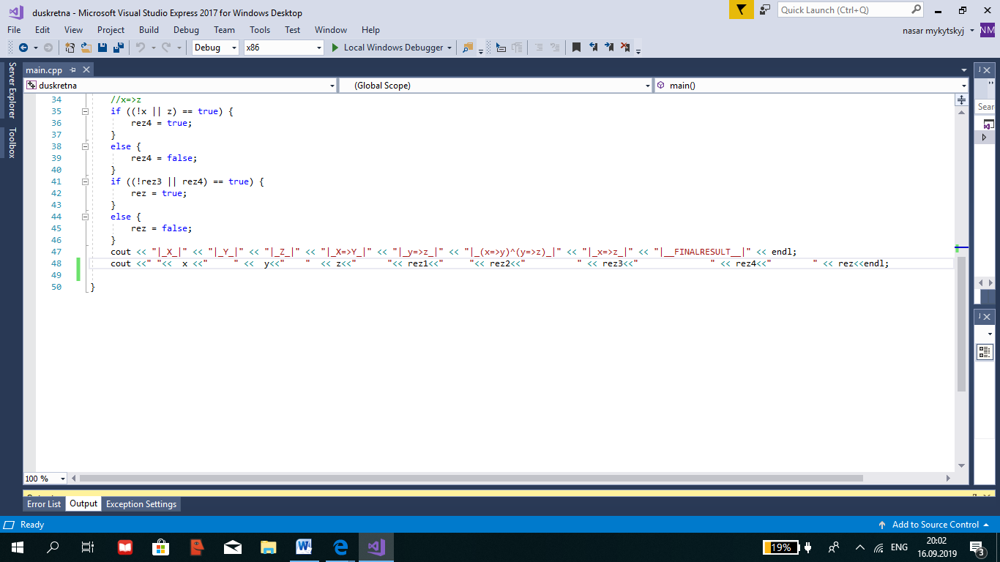 duskretna - Microsoft Visual Studio Express 2017 for Windows Desktop
Quick Launch (Ctrl+Q)
File Edit View Project Build Debug Team Tools Test Window Help
nasar mykytskyj NM
Debug x86 Local Windows Debugger
Server Explorer
Toolbox
main.cpp
duskretna (Global Scope) main()
Sear
34 //x=>z
35 if ((!x || z) == true) {
36 rez4 = true;
37 }
38 else {
39 rez4 = false;
40 }
41 if ((!rez3 || rez4) == true) {
42 rez = true;
43 }
44 else {
45 rez = false;
46 }
47 cout << "|_X_|" << "|_Y_|" << "|_Z_|" << "|_X=>Y_|" << "|_y=>z_|" << "|_(x=>y)^(y=>z)_|" << "|_x=>z_|" << "|__FINALRESULT__|" << endl;
48 cout <<" "<<  x <<"     " <<  y<<"    "  << z<<"      "<< rez1<<"     "<< rez2<<"          " << rez3<<"              " << rez4<<"        " << rez<<endl;
49
50 }
100 %
Error List Output Exception Settings
Ready
Add to Source Control
19%
ENG
20:02
16.09.2019
3